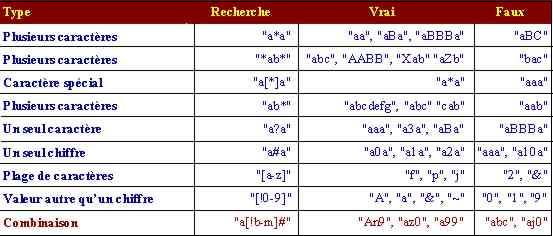 Type Recherche Vrai Faux
Plusieurs caractères "a*a" "aa", "aBa", "aBBBa" "aBC"
Plusieurs caractères "*ab*" "abc", "AABB", "Xab" "aZb" "bac"
Caractère spécial "a[*]a" "a*a" "aaa"
Plusieurs caractères "ab*" "abcdefg", "abc" "cab" "aab"
Un seul caractère "a?a" "aaa", "a3a", "aBa" "aBBBa"
Un seul chiffre "a#a" "a0a", "a1a", "a2a" "aaa", "a10a"
Plage de caractères "[a-z]" "f", "p", "j" "2", "&"
Valeur autre qu'un chiffre "[!0-9]" "A", "a", "&", "~" "0", "1", "9"
Combinaison "a[!b-m]#" "An9", "az0", "a99" "abc", "aj0"